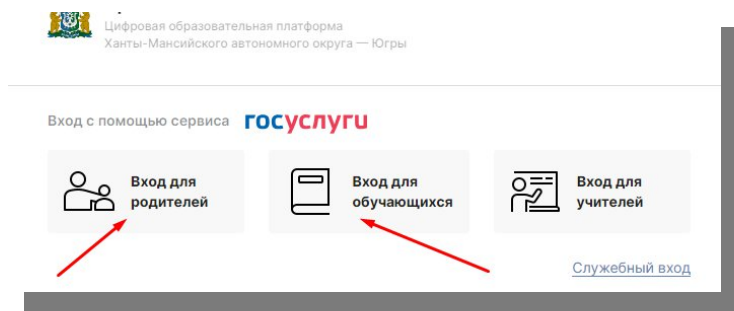 Цифровая образовательная платформа
Ханты-Мансийского автономного округа — Югры
Вход с помощью сервиса госуслуги
Вход для
родителей
Вход для
обучающихся
Вход для
учителей
Служебный вход